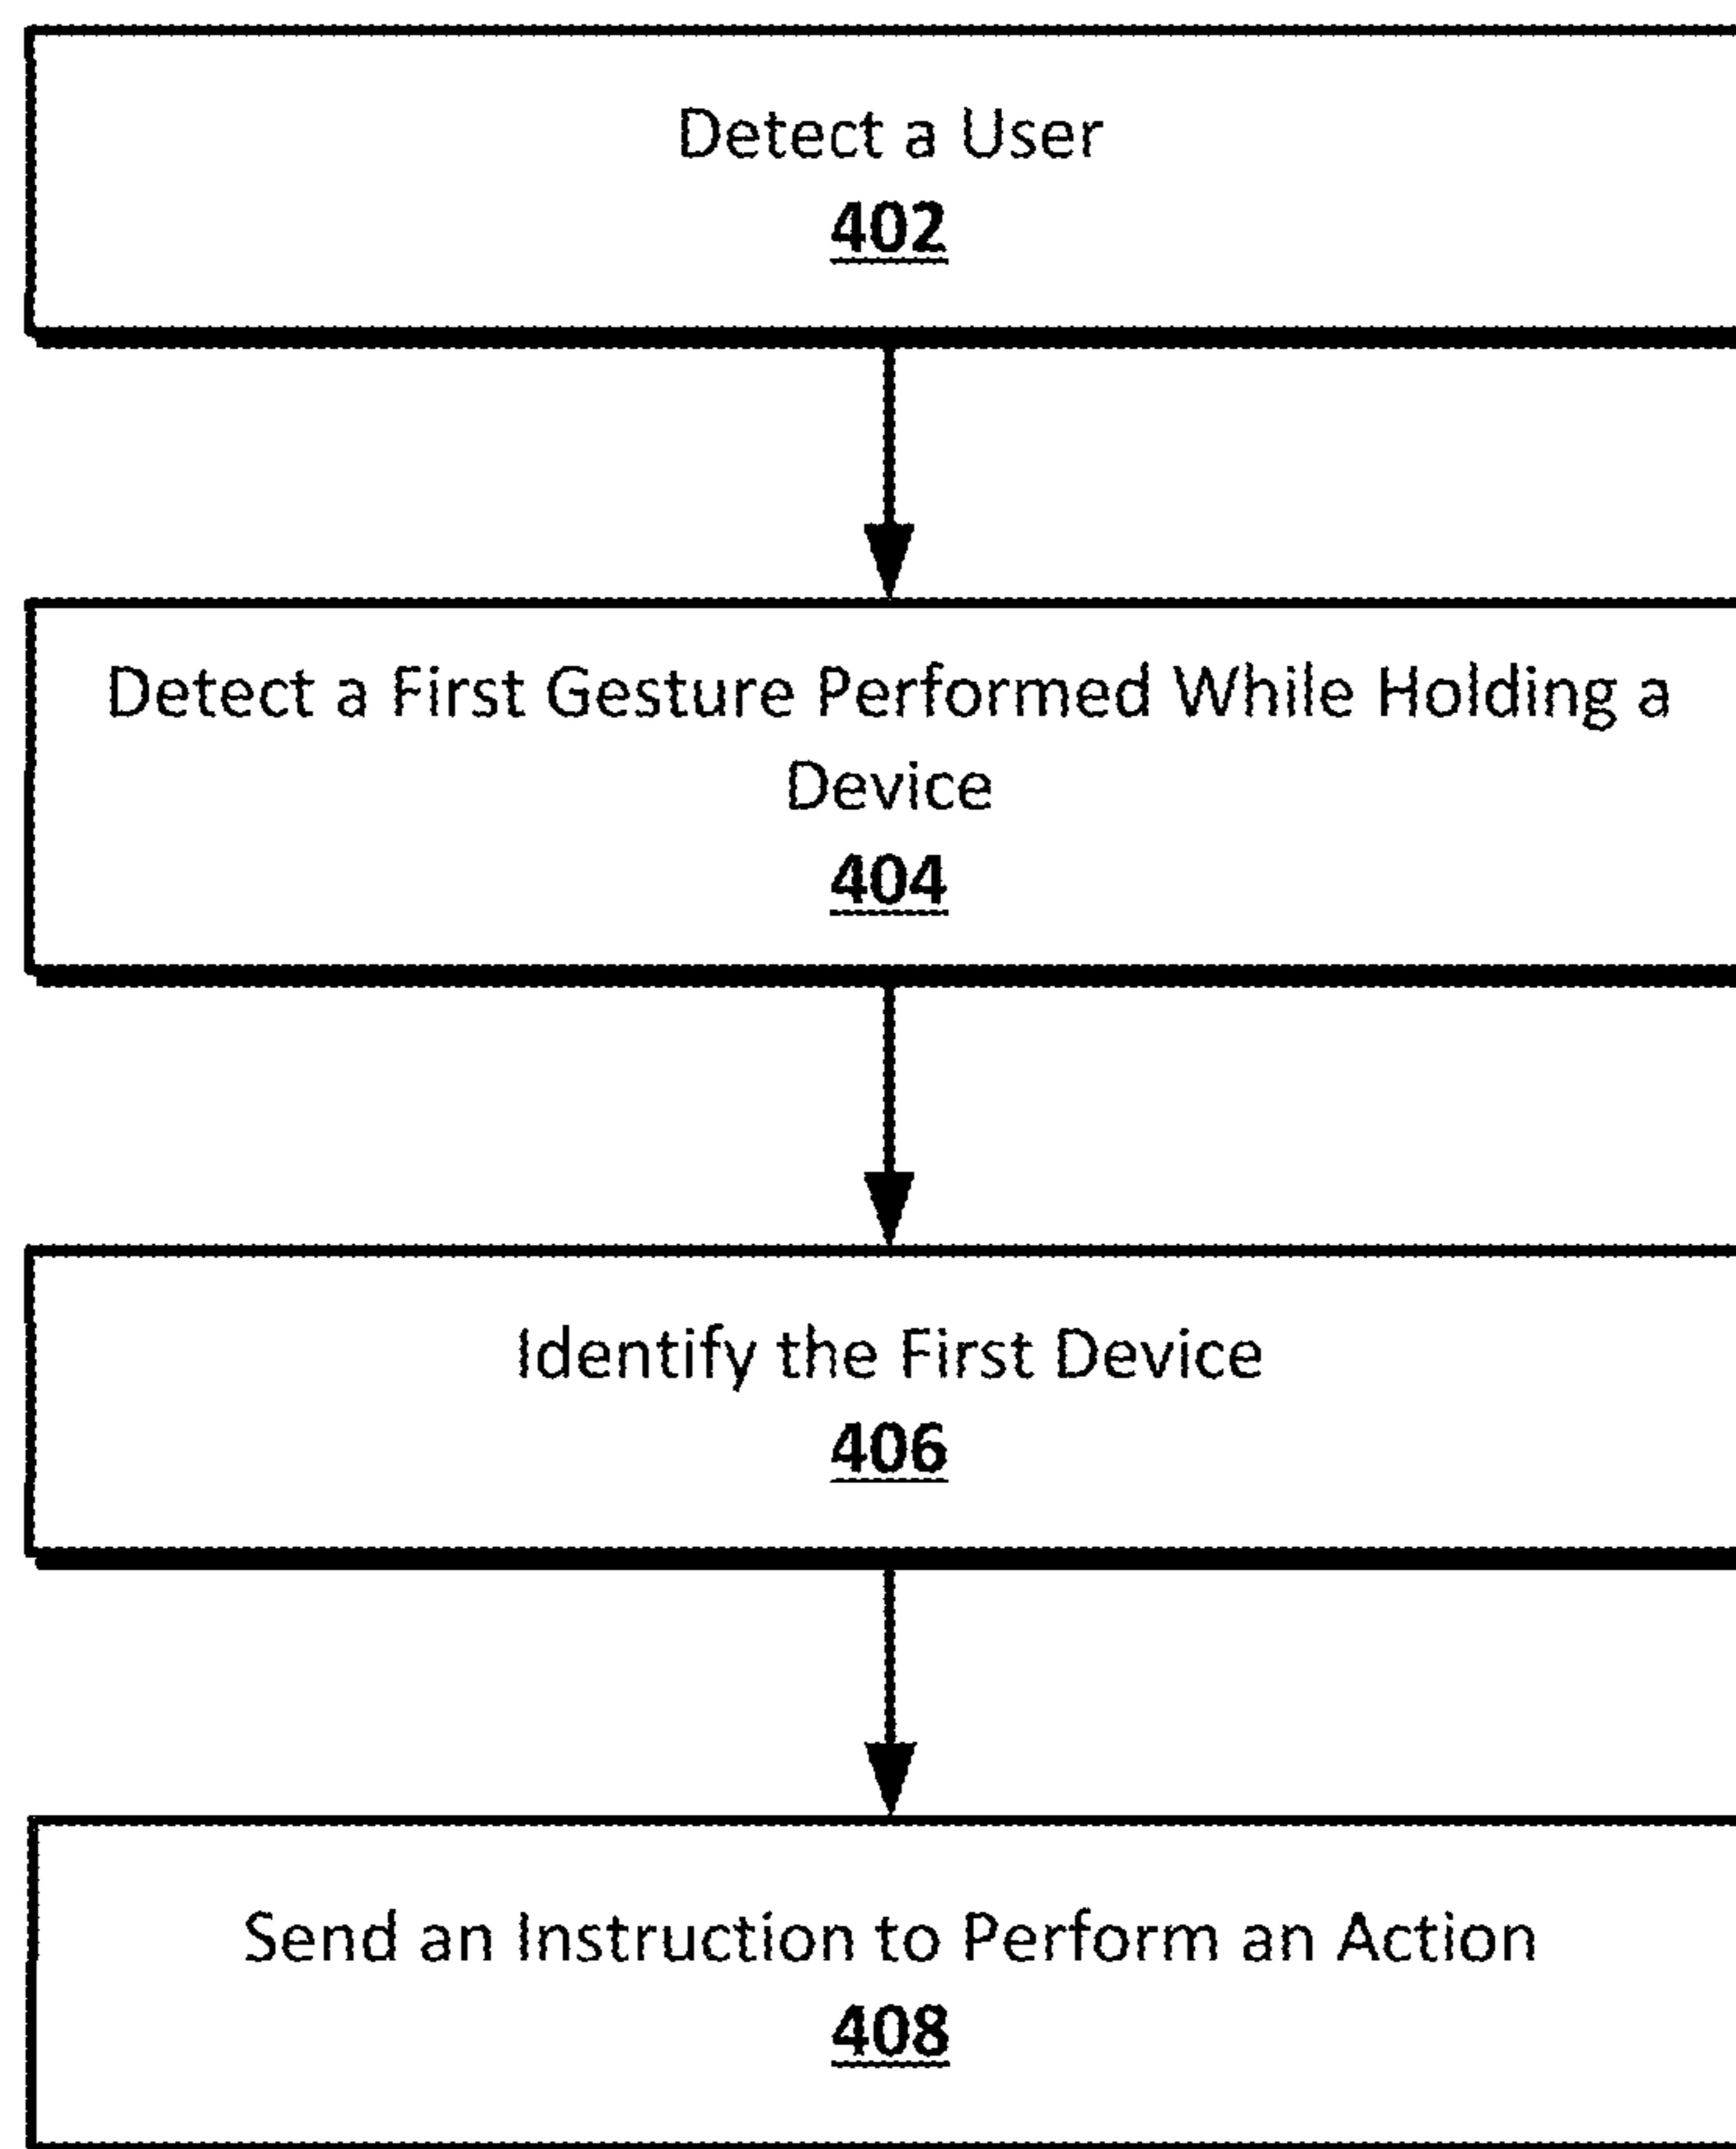 Detect a User
402
Detect a First Gesture Performed While Holding a
Device
404
Identify the First Device
406
Send an Instruction to Perform an Action
408